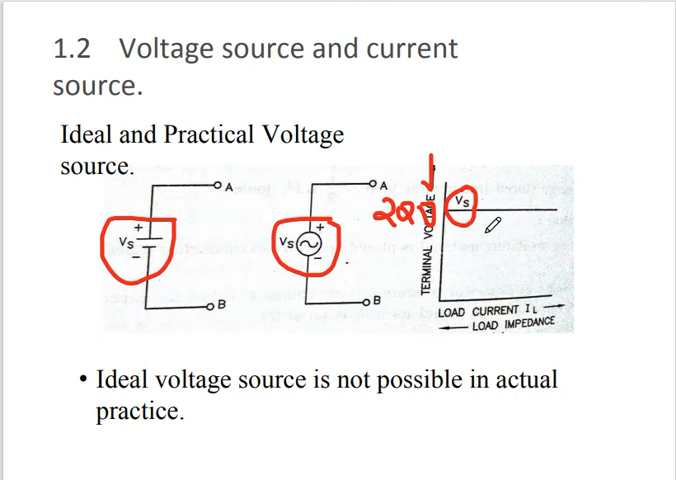 1.2 Voltage source and current
source.
Ideal and Practical Voltage
source.
A
+
Vs
-
B
A
+
Vs
-
B
TERMINAL VOLTAGE
Vs
LOAD CURRENT IL
LOAD IMPEDANCE
• Ideal voltage source is not possible in actual
practice.